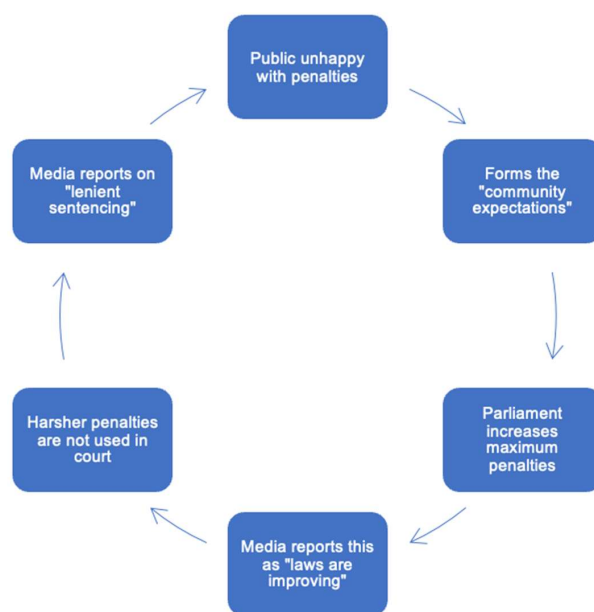 Public unhappy
with penalties
Forms the
"community
expectations"
Parliament
increases
maximum
penalties
Media reports this
as "laws are
improving"
Harsher penalties
are not used in
court
Media reports on
"lenient
sentencing"